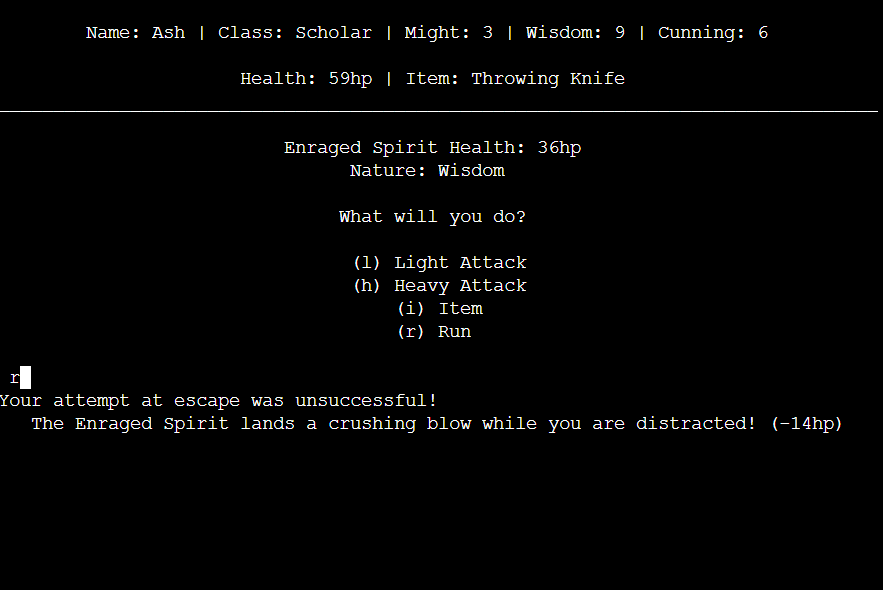 Name: Ash | Class: Scholar | Might: 3 | Wisdom: 9 | Cunning: 6
Health: 59hp | Item: Throwing Knife
Enraged Spirit Health: 36hp
Nature: Wisdom
What will you do?
(l) Light Attack
(h) Heavy Attack
(i) Item
(r) Run
r
Your attempt at escape was unsuccessful!
The Enraged Spirit lands a crushing blow while you are distracted! (-14hp)